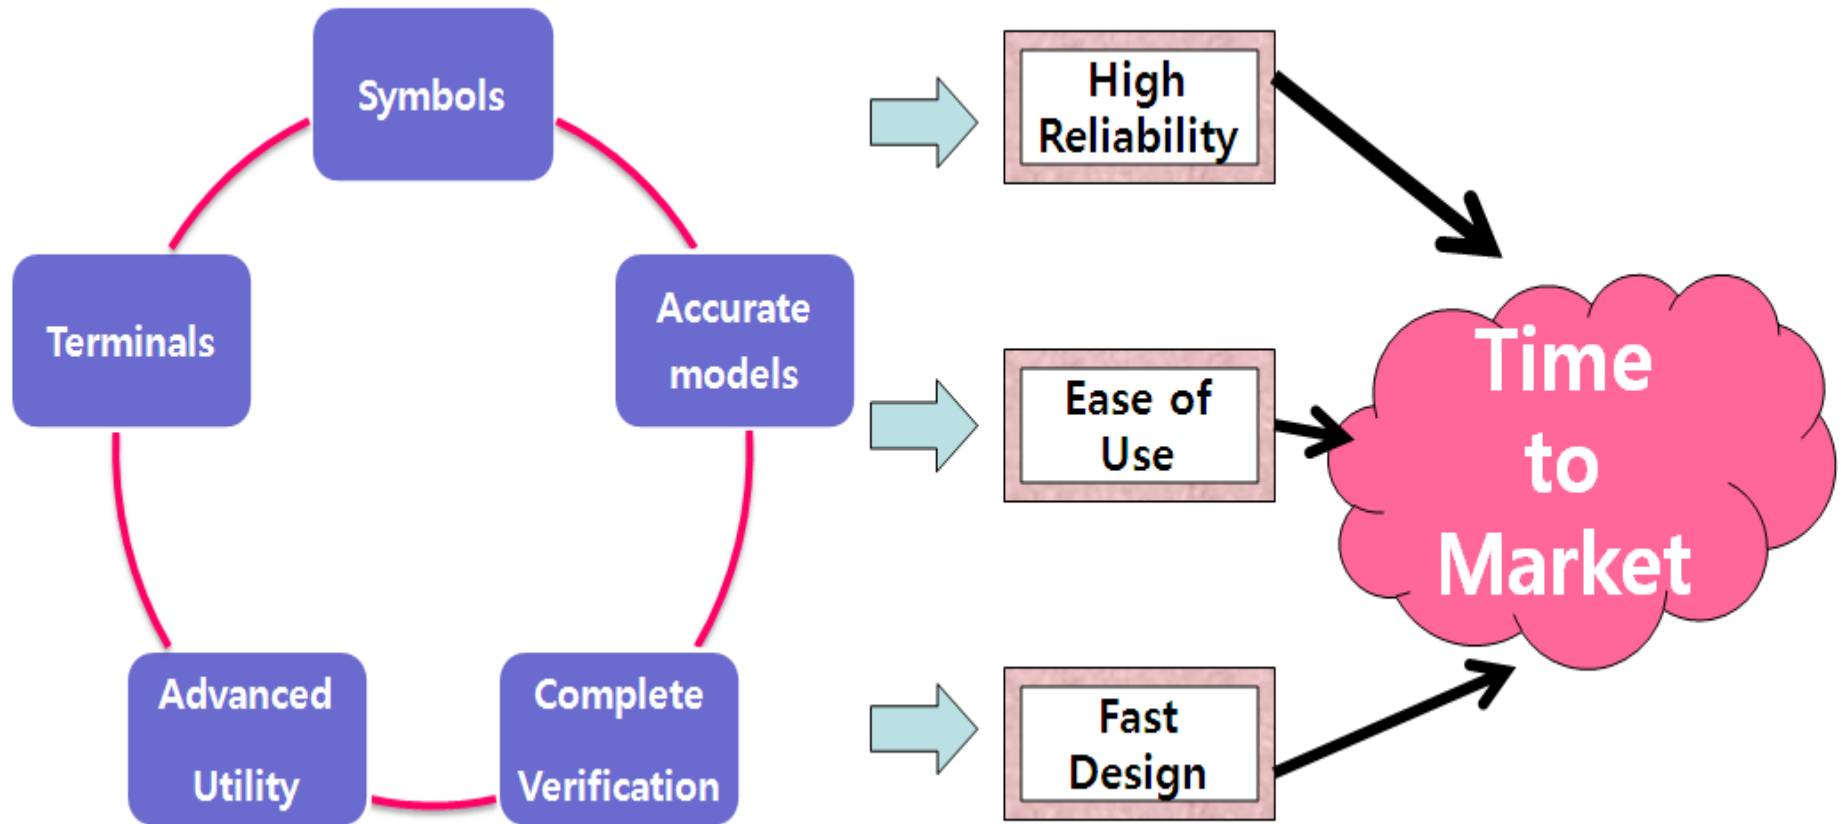 Symbols
Terminals
Accurate
models
Advanced
Utility
Complete
Verification
High
Reliability
Ease of
Use
Fast
Design
Time
to
Market